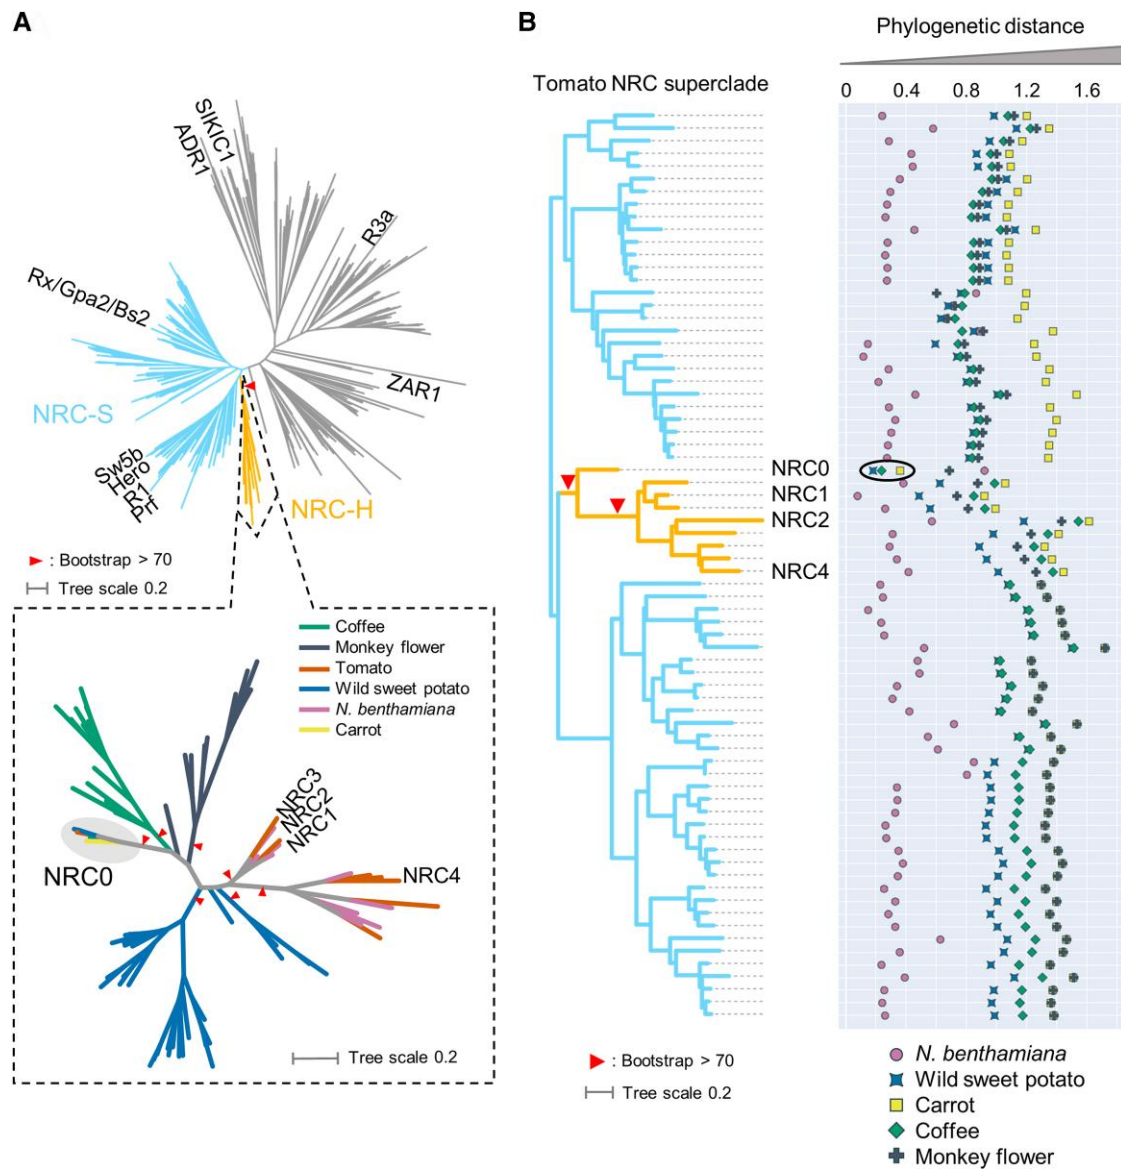 A
SlKIC1
ADR1
R3a
Rx/Gpa2/Bs2
ZAR1
NRC-S
Sw5b
Hero
R1
Prf
NRC-H
: Bootstrap > 70
Tree scale 0.2
Coffee
Monkey flower
Tomato
Wild sweet potato
N. benthamiana
Carrot
NRC3
NRC2
NRC1
NRC0
NRC4
Tree scale 0.2
B
Phylogenetic distance
Tomato NRC superclade
0 0.4 0.8 1.2 1.6
NRC0
NRC1
NRC2
NRC4
: Bootstrap > 70
Tree scale 0.2
N. benthamiana
Wild sweet potato
Carrot
Coffee
Monkey flower